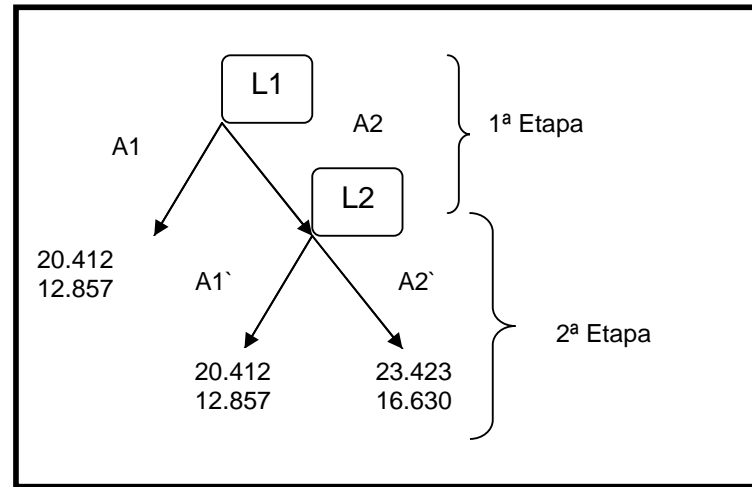 L1
A1
A2
1ª Etapa
L2
20.412
12.857
A1`
A2`
2ª Etapa
20.412
12.857
23.423
16.630